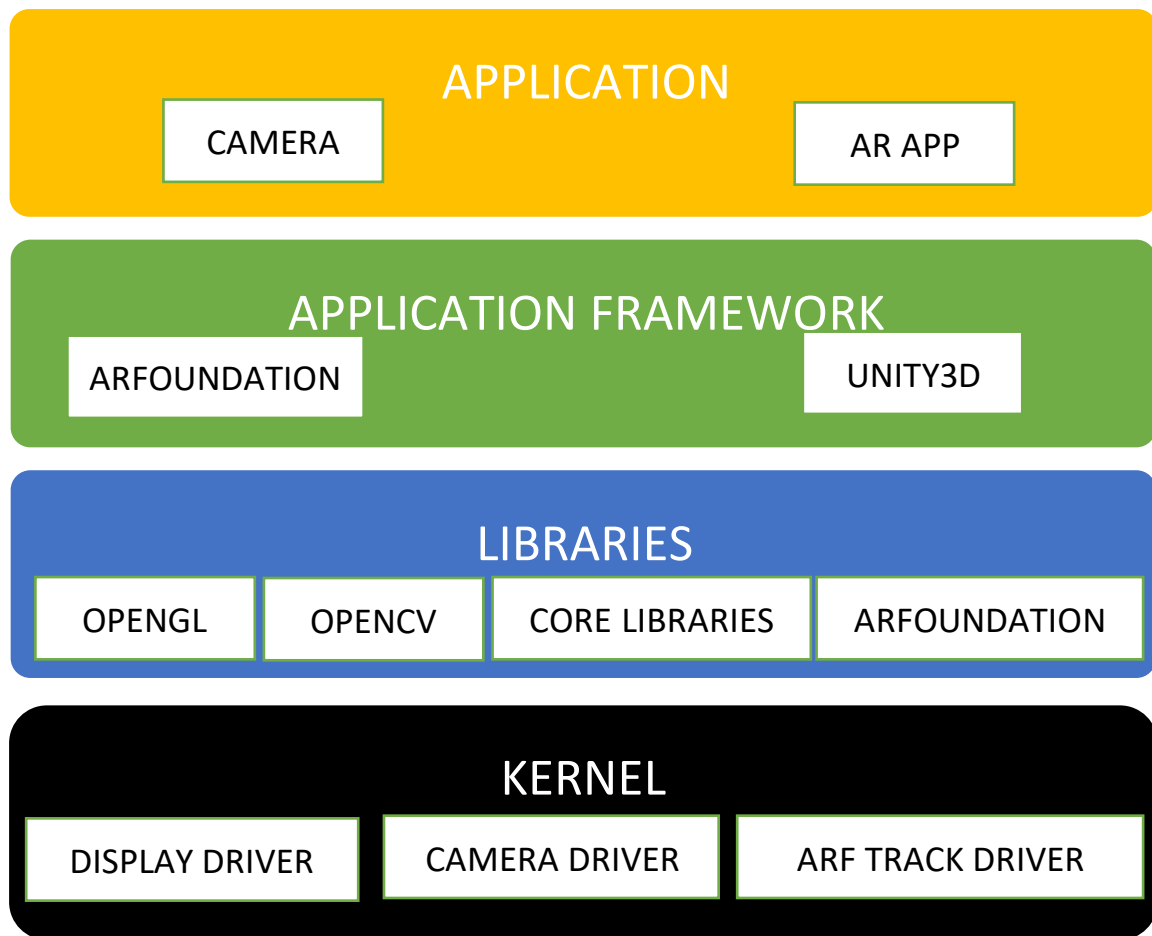 APPLICATION
CAMERA
AR APP
APPLICATION FRAMEWORK
ARFOUNDATION
UNITY3D
LIBRARIES
OPENGL
OPENCV
CORE LIBRARIES
ARFOUNDATION
KERNEL
DISPLAY DRIVER
CAMERA DRIVER
ARF TRACK DRIVER